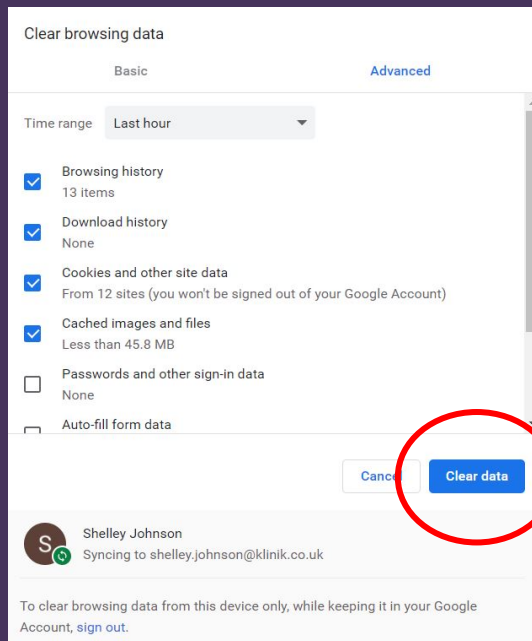 Clear browsing data
Basic Advanced
Time range Last hour
Browsing history
13 items
Download history
None
Cookies and other site data
From 12 sites (you won't be signed out of your Google Account)
Cached images and files
Less than 45.8 MB
Passwords and other sign-in data
None
Auto-fill form data
Cancel Clear data
S
Shelley Johnson
Syncing to shelley.johnson@klinik.co.uk
To clear browsing data from this device only, while keeping it in your Google
Account, sign out.